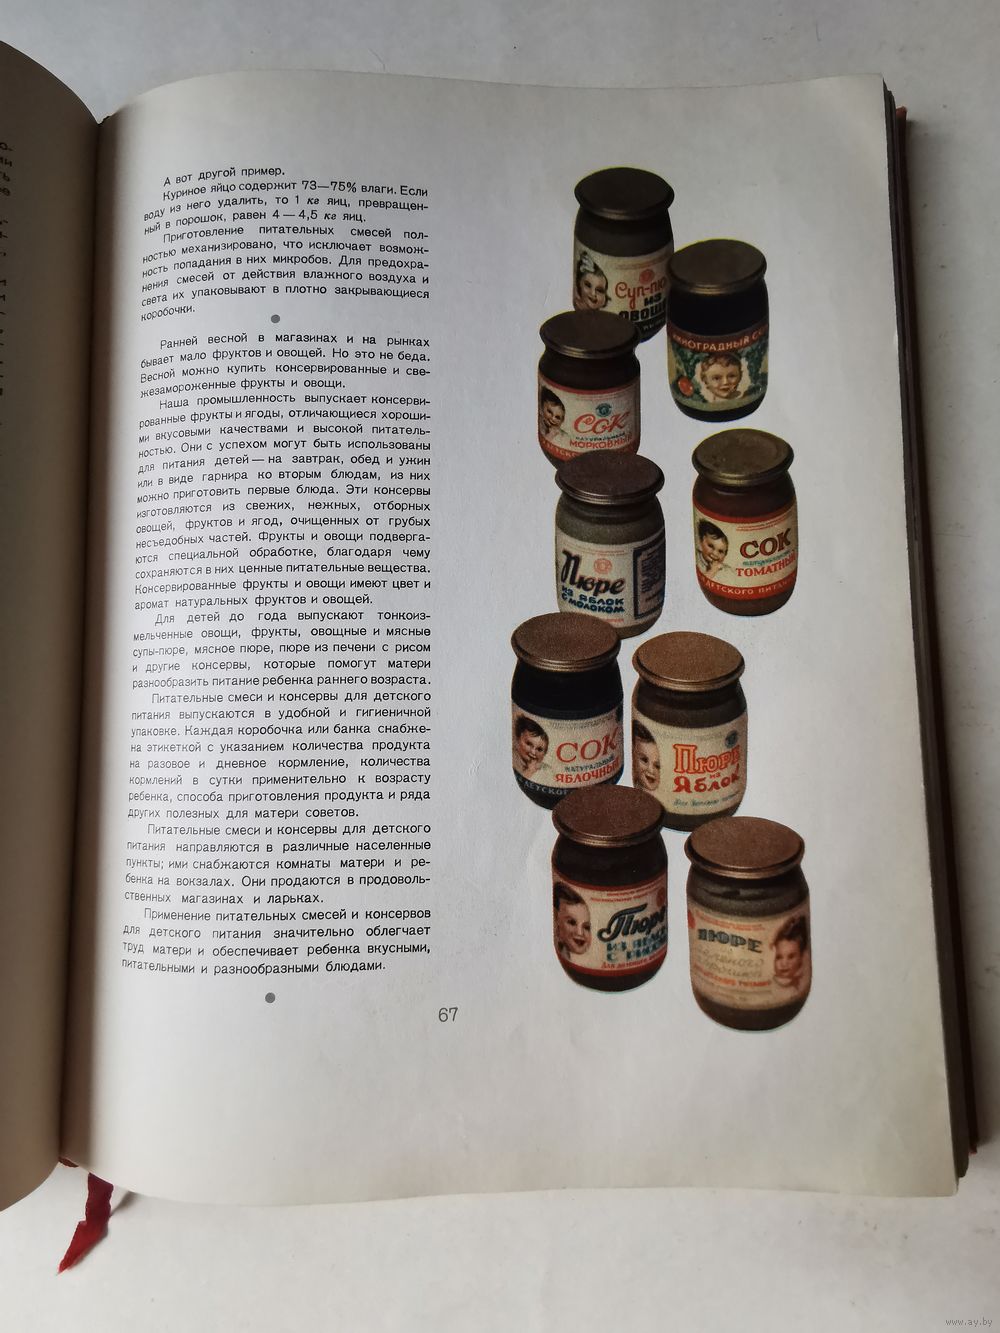 А вот другой пример.
Куриное яйцо содержит 73—75% влаги. Если
воду из него удалить, то 1 кг яиц, превращен-
ный в порошок, равен 4—4,5 кг яиц.
Приготовление питательных смесей пол-
ностью механизировано, что исключает возмож-
ность попадания в них микробов. Для предохра-
нения смесей от действия влажного воздуха и
света их упаковывают в плотно закрывающиеся
коробочки.
Ранней весной в магазинах и на рынках
бывает мало фруктов и овощей. Но это не беда.
Весной можно купить консервированные и све-
жезамороженные фрукты и овощи.
Наша промышленность выпускает консерви-
рованные фрукты и ягоды, отличающиеся хороши-
ми вкусовыми качествами и высокой питатель-
ностью. Они с успехом могут быть использованы
для питания детей — на завтрак, обед и ужин
или в виде гарнира ко вторым блюдам, из них
можно приготовить первые блюда. Эти консервы
изготовляются из свежих, нежных, отборных
овощей, фруктов и ягод, очищенных от грубых
несъедобных частей. Фрукты и овощи подверга-
ются специальной обработке, благодаря чему
сохраняются в них ценные питательные вещества.
Консервированные фрукты и овощи имеют цвет и
аромат натуральных фруктов и овощей.
Для детей до года выпускают тонкоиз-
мельченные овощи, фрукты, овощные и мясные
супы-пюре, мясное пюре, пюре из печени с рисом
и другие консервы, которые помогут матери
разнообразить питание ребенка раннего возраста.
Питательные смеси и консервы для детского
питания выпускаются в удобной и гигиеничной
упаковке. Каждая коробочка или банка снабже-
на этикеткой с указанием количества продукта
на разовое и дневное кормление, количества
кормлений в сутки применительно к возрасту
ребенка, способа приготовления продукта и ряда
других полезных для матери советов.
Питательные смеси и консервы для детского
питания направляются в различные населенные
пункты; ими снабжаются комнаты матери и ре-
бенка на вокзалах. Они продаются в продоволь-
ственных магазинах и ларьках.
Применение питательных смесей и консервов
для детского питания значительно облегчает
труд матери и обеспечивает ребенка вкусными,
питательными и разнообразными блюдами.
67
Суп-пю
из
овоще
ВИНОГРАДНЫЙ СО
СОК
НАТУРАЛЬНЫЙ
МОРКОВНЫЙ
Пюре
ИЗ ЯБЛОК
С МОЛОКОМ
СОК
натуральный
ТОМАТНЫЙ
ДЛЯ ДЕТСКОГО ПИТАНИ
СОК
НАТУРАЛЬНЫЙ
ЯБЛОЧНЫЙ
ДЕТСКОГО
Пюре
из
Яблок
Для детского
Пюре
ИЗ ЯБЛОК
С РИСОМ
Для детского
ПЮРЕ
зеленого
горошка
www.ay.by